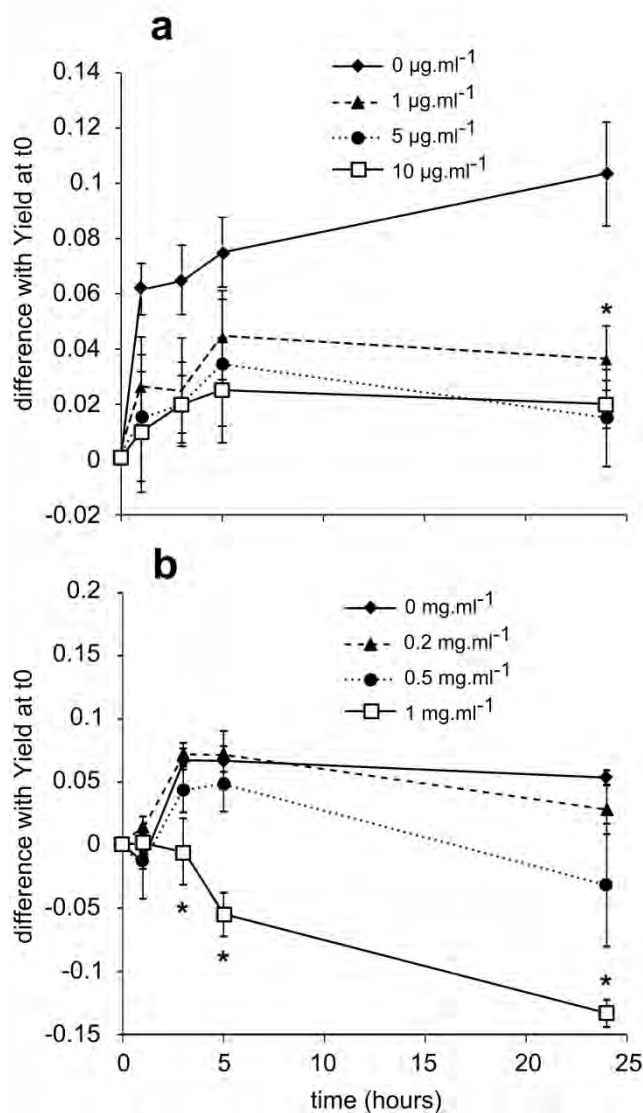 a
0.14
0.12
0.1
0.08
0.06
0.04
0.02
0
-0.02
difference with Yield at t0
0 µg.ml⁻¹
1 µg.ml⁻¹
5 µg.ml⁻¹
10 µg.ml⁻¹
*
b
0.2
0.15
0.1
0.05
0
-0.05
-0.1
-0.15
difference with Yield at t0
0 mg.ml⁻¹
0.2 mg.ml⁻¹
0.5 mg.ml⁻¹
1 mg.ml⁻¹
* * *
0 5 10 15 20 25
time (hours)